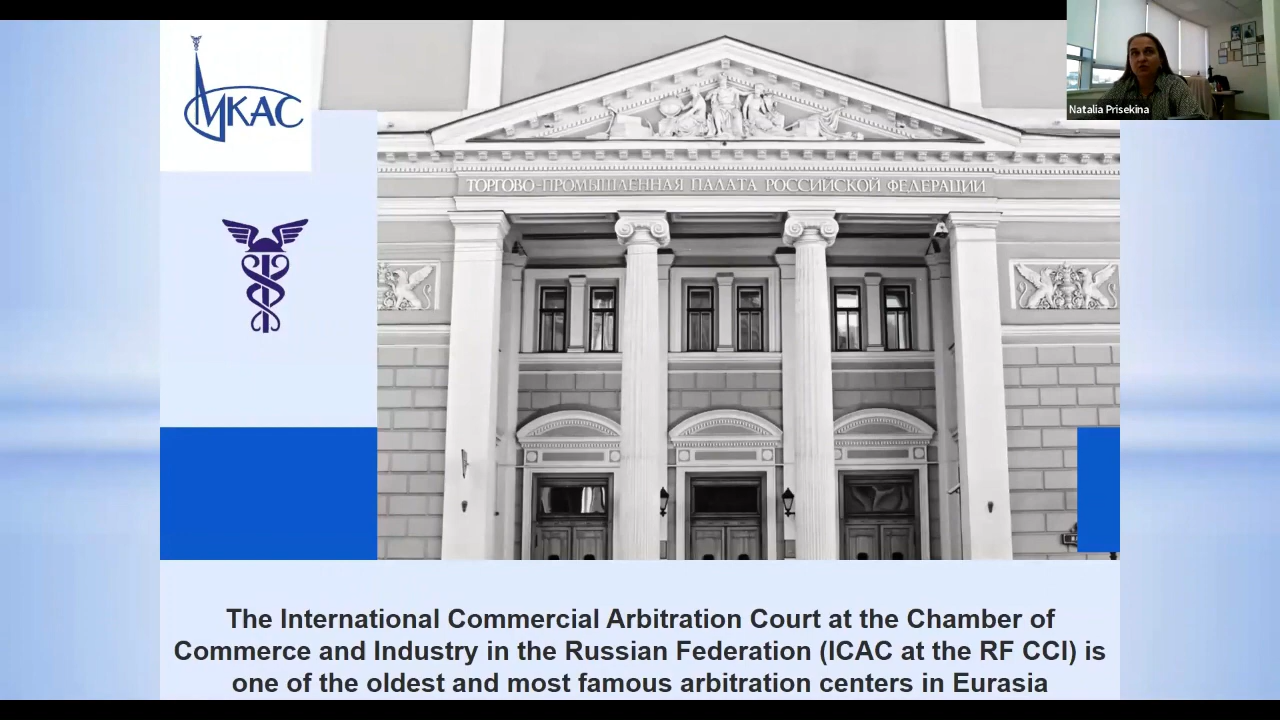 МКАС
Natalia Prisekina
ТОРГОВО-ПРОМЫШЛЕННАЯ ПАЛАТА РОССИЙСКОЙ ФЕДЕРАЦИИ
The International Commercial Arbitration Court at the Chamber of
Commerce and Industry in the Russian Federation (ICAC at the RF CCI) is
one of the oldest and most famous arbitration centers in Eurasia